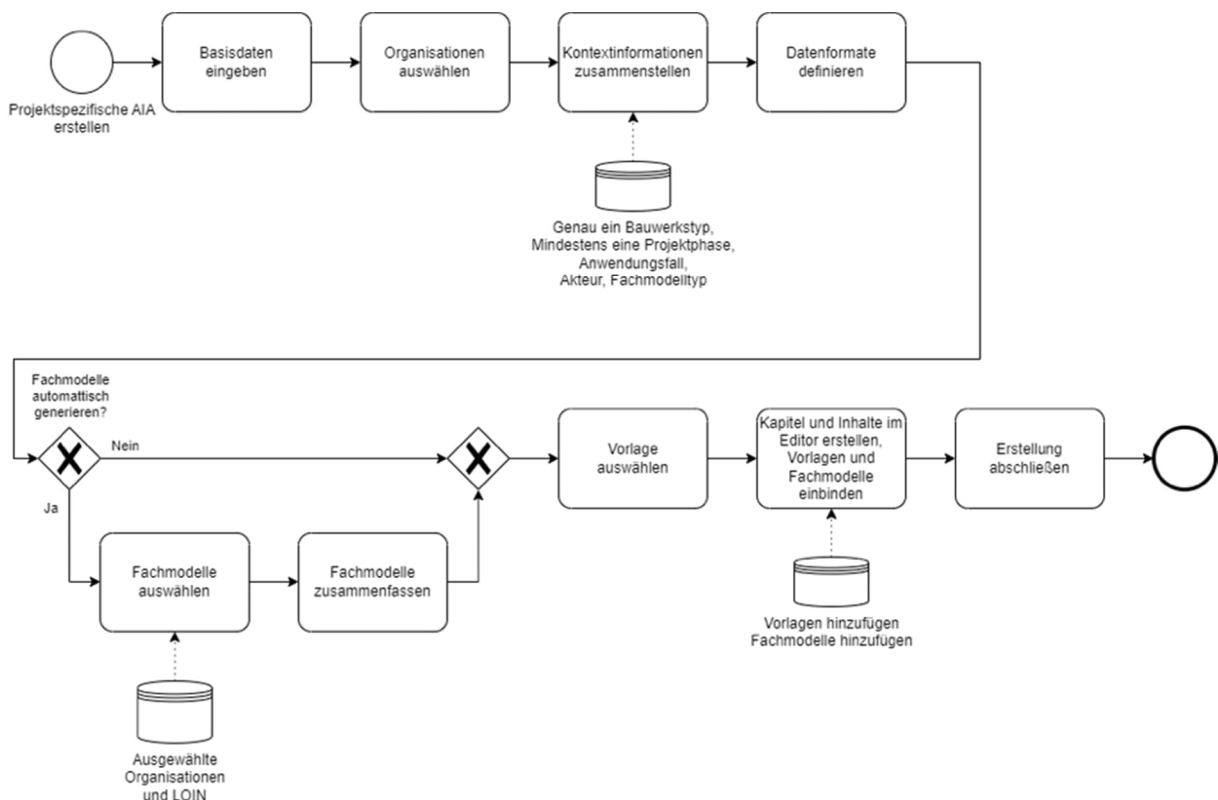 Basisdaten
eingeben
Organisationen
auswählen
Kontextinformationen
zusammenstellen
Datenformate
definieren
Projektspezifische AIA
erstellen
Genau ein Bauwerkstyp,
Mindestens eine Projektphase,
Anwendungsfall,
Akteur, Fachmodelltyp
Fachmodelle
automattisch
generieren?
Nein
Ja
Vorlage
auswählen
Kapitel und Inhalte im
Editor erstellen,
Vorlagen und
Fachmodelle
einbinden
Erstellung
abschließen
Fachmodelle
auswählen
Fachmodelle
zusammenfassen
Vorlagen hinzufügen
Fachmodelle hinzufügen
Ausgewählte
Organisationen
und LOIN